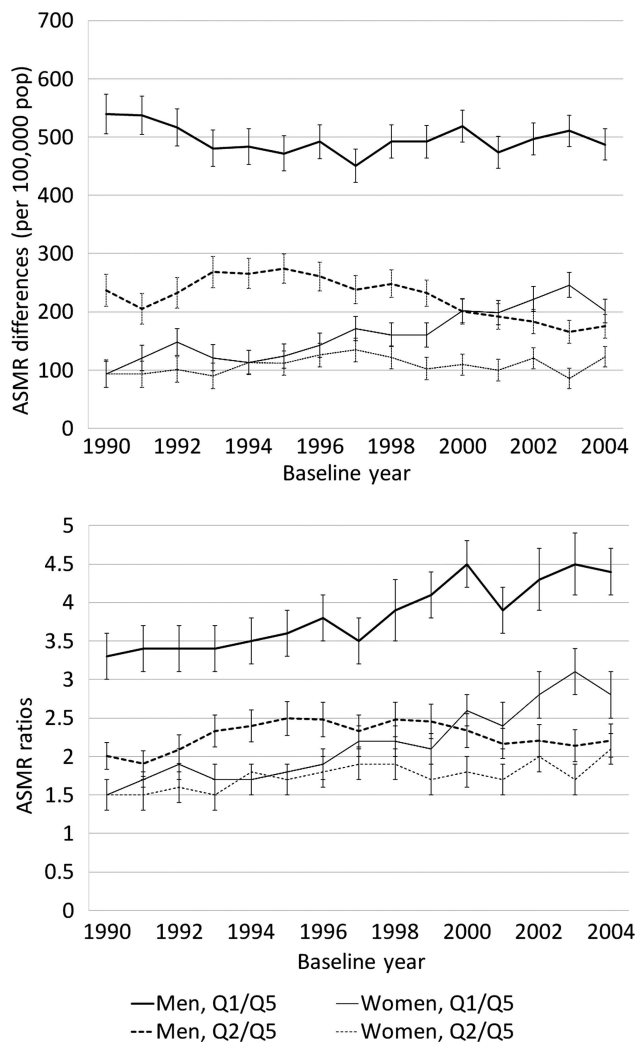 ASMR differences (per 100,000 pop)
700
600
500
400
300
200
100
0
1990 1992 1994 1996 1998 2000 2002 2004
Baseline year
ASMR ratios
5
4.5
4
3.5
3
2.5
2
1.5
1
0.5
0
1990 1992 1994 1996 1998 2000 2002 2004
Baseline year
Men, Q1/Q5 Women, Q1/Q5
Men, Q2/Q5 Women, Q2/Q5